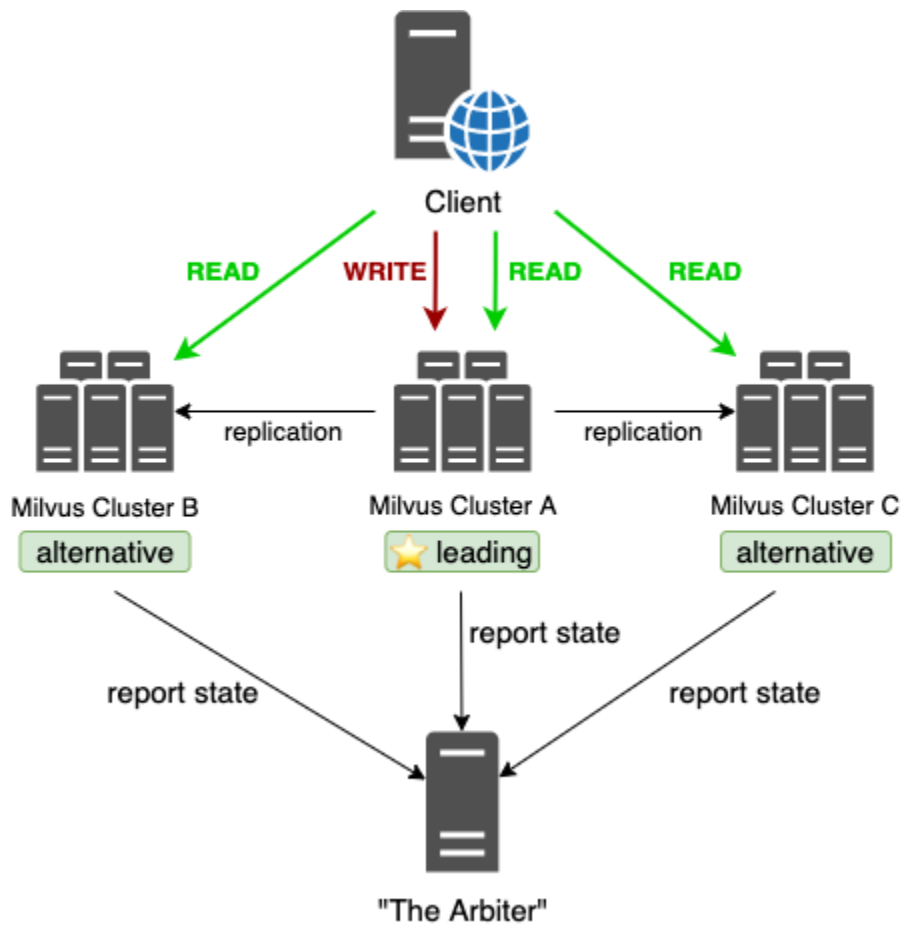 Client
READ
WRITE
READ
READ
replication
replication
Milvus Cluster B
Milvus Cluster A
Milvus Cluster C
alternative
leading
alternative
report state
report state
report state
"The Arbiter"